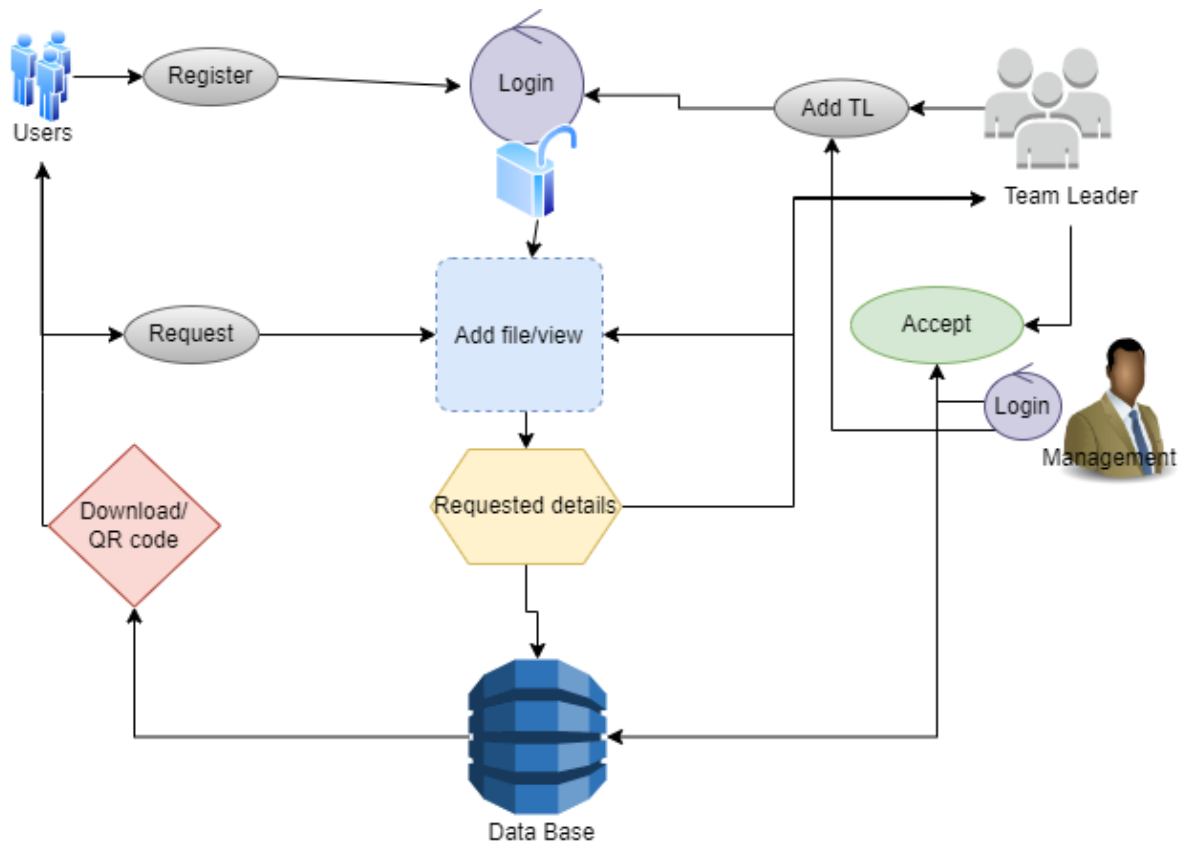 Register
Login
Users
Add TL
Team Leader
Request
Add file/view
Accept
Login
Management
Download/
QR code
Requested details
Data Base